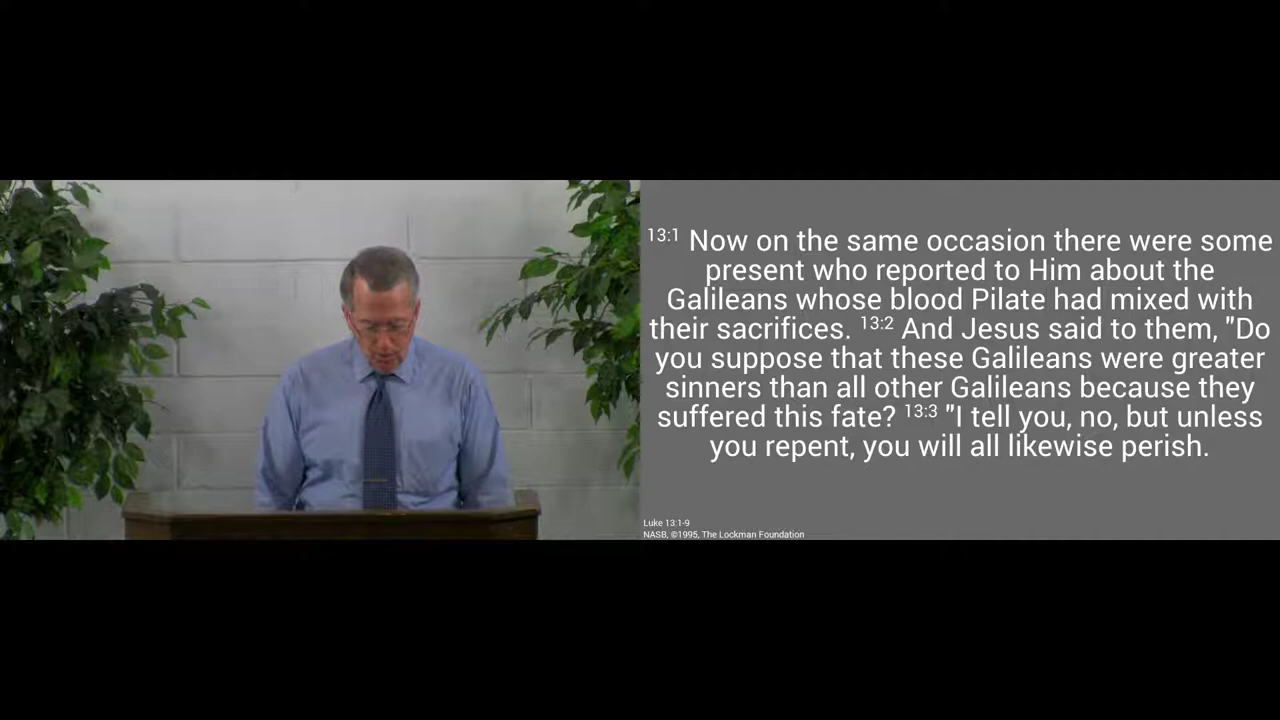 13:1 Now on the same occasion there were some
present who reported to Him about the
Galileans whose blood Pilate had mixed with
their sacrifices. 13:2 And Jesus said to them, "Do
you suppose that these Galileans were greater
sinners than all other Galileans because they
suffered this fate? 13:3 "I tell you, no, but unless
you repent, you will all likewise perish.
Luke 13:1-9
NASB, ©1995, The Lockman Foundation